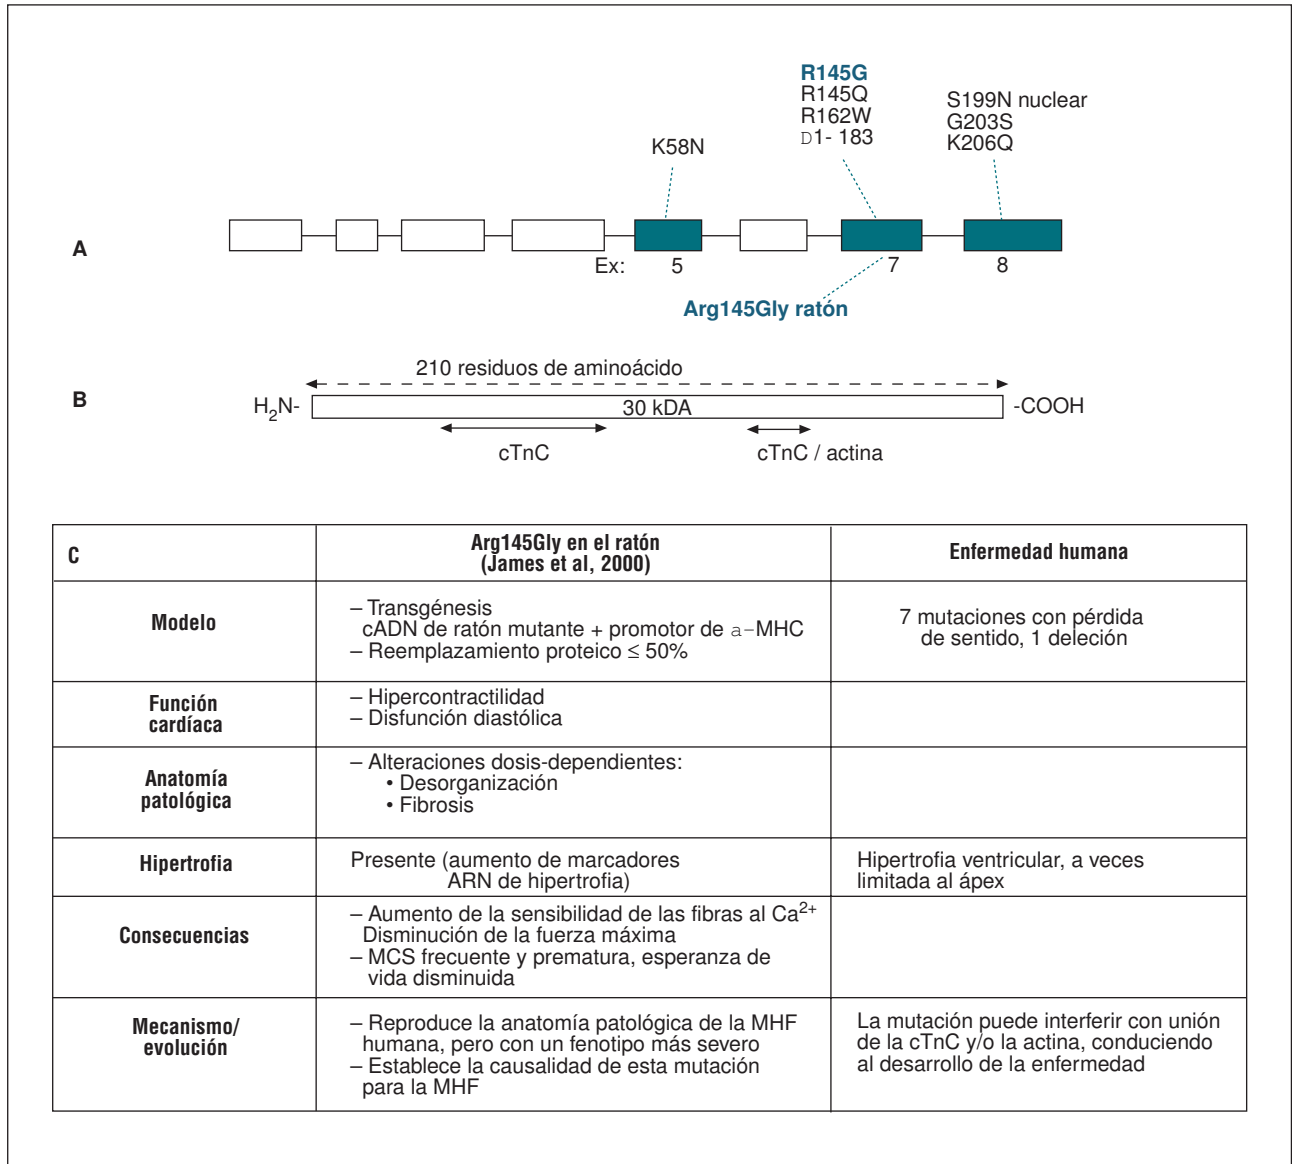 R145G
R145Q
R162W
D1- 183
S199N nuclear
G203S
K206Q
K58N
A
Ex:
5
7
8
Arg145Gly ratón
210 residuos de aminoácido
B
H2N-
30 kDA
-COOH
cTnC
cTnC / actina
C
Arg145Gly en el ratón
(James et al, 2000)
Enfermedad humana
Modelo
– Transgénesis
cADN de ratón mutante + promotor de a–MHC
– Reemplazamiento proteico ≤ 50%
7 mutaciones con pérdida
de sentido, 1 deleción
Función
cardíaca
– Hipercontractilidad
– Disfunción diastólica
Anatomía
patológica
– Alteraciones dosis-dependientes:
• Desorganización
• Fibrosis
Hipertrofia
Presente (aumento de marcadores
ARN de hipertrofia)
Hipertrofia ventricular, a veces
limitada al ápex
Consecuencias
– Aumento de la sensibilidad de las fibras al Ca2+
Disminución de la fuerza máxima
– MCS frecuente y prematura, esperanza de
vida disminuida
Mecanismo/
evolución
– Reproduce la anatomía patológica de la MHF
humana, pero con un fenotipo más severo
– Establece la causalidad de esta mutación
para la MHF
La mutación puede interferir con unión
de la cTnC y/o la actina, conduciendo
al desarrollo de la enfermedad